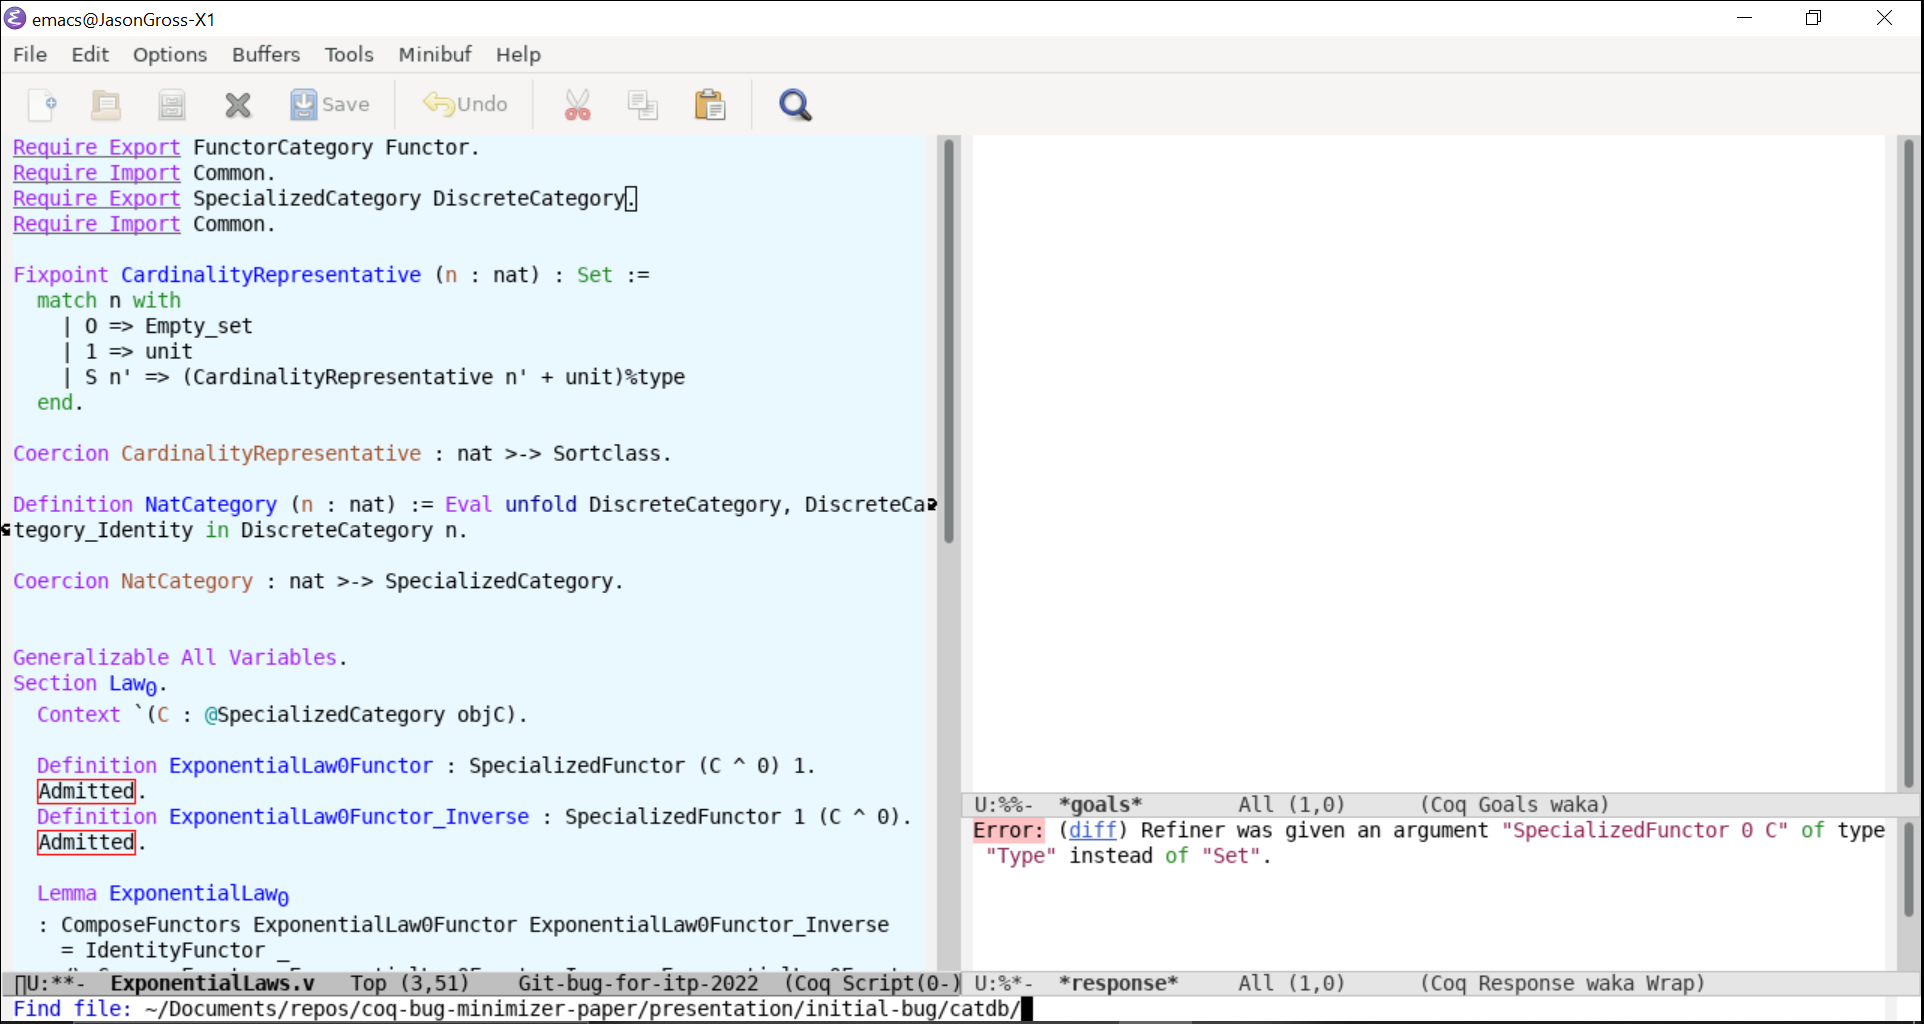 emacs@JasonGross-X1
File Edit Options Buffers Tools Minibuf Help
Save Undo
Require Export FunctorCategory Functor.
Require Import Common.
Require Export SpecializedCategory DiscreteCategory.
Require Import Common.
Fixpoint CardinalityRepresentative (n : nat) : Set :=
match n with
| O => Empty_set
| 1 => unit
| S n' => (CardinalityRepresentative n' + unit)%type
end.
Coercion CardinalityRepresentative : nat >-> Sortclass.
Definition NatCategory (n : nat) := Eval unfold DiscreteCategory, DiscreteCa
tegory_Identity in DiscreteCategory n.
Coercion NatCategory : nat >-> SpecializedCategory.
Generalizable All Variables.
Section Law₀.
Context `(C : @SpecializedCategory objC).
Definition ExponentialLaw0Functor : SpecializedFunctor (C ^ 0) 1.
Admitted.
Definition ExponentialLaw0Functor_Inverse : SpecializedFunctor 1 (C ^ 0).
Admitted.
Lemma ExponentialLaw₀
: ComposeFunctors ExponentialLaw0Functor ExponentialLaw0Functor_Inverse
= IdentityFunctor _
U:**- ExponentialLaws.v Top (3,51) Git-bug-for-itp-2022 (Coq Script(0-)
U:%%- *goals* All (1,0) (Coq Goals waka)
Error: (diff) Refiner was given an argument "SpecializedFunctor 0 C" of type
"Type" instead of "Set".
U:%*- *response* All (1,0) (Coq Response waka Wrap)
Find file: ~/Documents/repos/coq-bug-minimizer-paper/presentation/initial-bug/catdb/